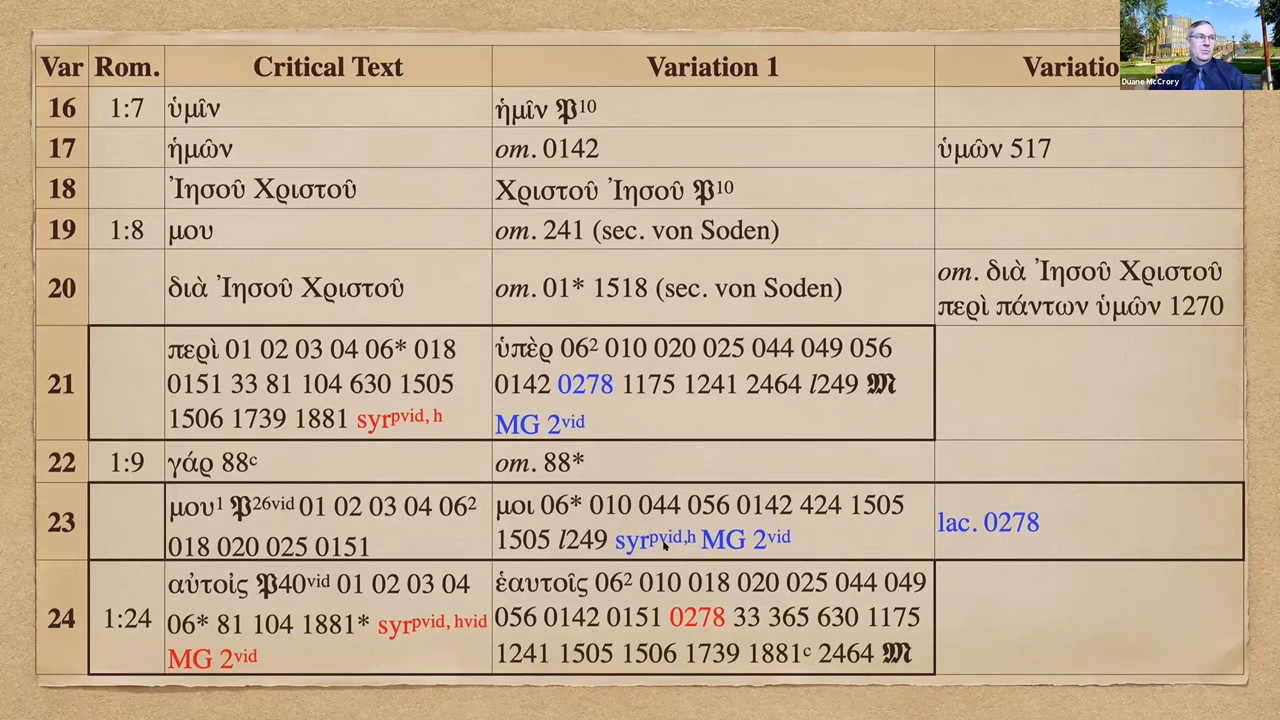 Var Rom. Critical Text Variation 1 Variatio
Duane McCrory
16 1:7 ὑμῖν ἡμῖν 𝔓10
17 ἡμῶν om. 0142 ὑμῶν 517
18 Ἰησοῦ Χριστοῦ Χριστοῦ Ἰησοῦ 𝔓10
19 1:8 μου om. 241 (sec. von Soden)
20 διὰ Ἰησοῦ Χριστοῦ om. 01* 1518 (sec. von Soden) om. διὰ Ἰησοῦ Χριστοῦ
περὶ πάντων ὑμῶν 1270
21 περὶ 01 02 03 04 06* 018
0151 33 81 104 630 1505
1506 1739 1881 syrpvid, h
ὑπὲρ 062 010 020 025 044 049 056
0142 0278 1175 1241 2464 l249 𝔐
MG 2vid
22 1:9 γάρ 88c om. 88*
23 μου1 𝔓26vid 01 02 03 04 062
018 020 025 0151
μοι 06* 010 044 056 0142 424 1505
1505 l249 syrpvid,h MG 2vid
lac. 0278
24 1:24 αὐτοὶς 𝔓40vid 01 02 03 04
06* 81 104 1881* syrpvid, hvid
MG 2vid
ἑαυτοῖς 062 010 018 020 025 044 049
056 0142 0151 0278 33 365 630 1175
1241 1505 1506 1739 1881c 2464 𝔐